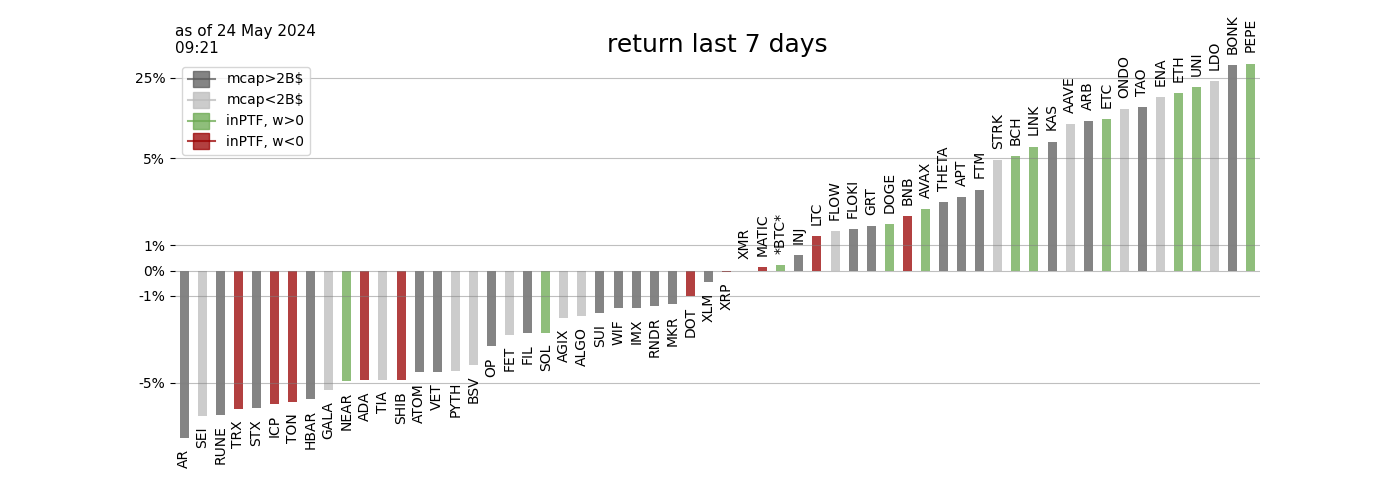 as of 24 May 2024
09:21
return last 7 days
mcap>2B$
mcap<2B$
inPTF, w>0
inPTF, w<0
25%
5%
1%
0%
-1%
-5%
AR
SEI
RUNE
TRX
STX
ICP
TON
HBAR
GALA
NEAR
ADA
TIA
SHIB
ATOM
VET
PYTH
BSV
OP
FET
FIL
SOL
AGIX
ALGO
SUI
WIF
IMX
RNDR
MKR
DOT
XLM
XRP
XMR
MATIC
*BTC*
INJ
LTC
FLOW
FLOKI
GRT
DOGE
BNB
AVAX
THETA
APT
FTM
STRK
BCH
LINK
KAS
AAVE
ARB
ETC
ONDO
TAO
ENA
ETH
UNI
LDO
BONK
PEPE